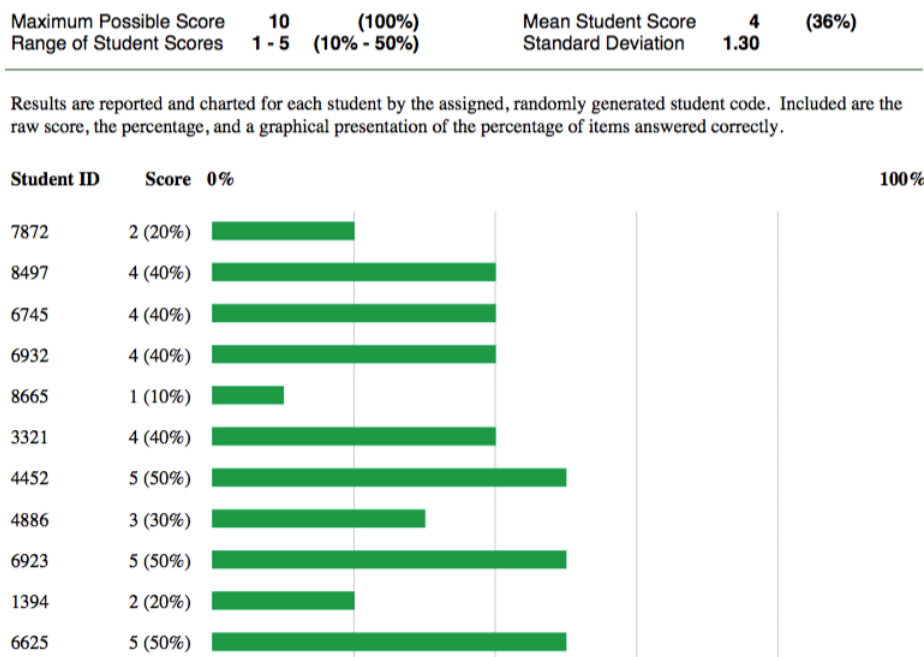 Maximum Possible Score 10 (100%) Mean Student Score 4 (36%)
Range of Student Scores 1 - 5 (10% - 50%) Standard Deviation 1.30
Results are reported and charted for each student by the assigned, randomly generated student code. Included are the
raw score, the percentage, and a graphical presentation of the percentage of items answered correctly.
Student ID Score 0% 100%
7872 2 (20%)
8497 4 (40%)
6745 4 (40%)
6932 4 (40%)
8665 1 (10%)
3321 4 (40%)
4452 5 (50%)
4886 3 (30%)
6923 5 (50%)
1394 2 (20%)
6625 5 (50%)